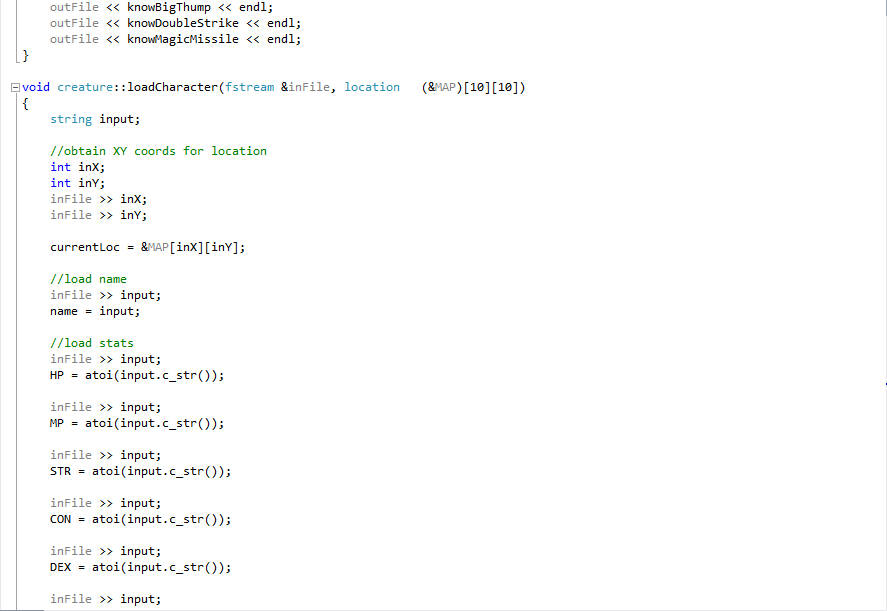 outFile << knowBigThump << endl;
outFile << knowDoubleStrike << endl;
outFile << knowMagicMissile << endl;
}
void creature::loadCharacter(fstream &inFile, location   (&MAP)[10][10])
{
string input;
//obtain XY coords for location
int inX;
int inY;
inFile >> inX;
inFile >> inY;
currentLoc = &MAP[inX][inY];
//load name
inFile >> input;
name = input;
//load stats
inFile >> input;
HP = atoi(input.c_str());
inFile >> input;
MP = atoi(input.c_str());
inFile >> input;
STR = atoi(input.c_str());
inFile >> input;
CON = atoi(input.c_str());
inFile >> input;
DEX = atoi(input.c_str());
inFile >> input;